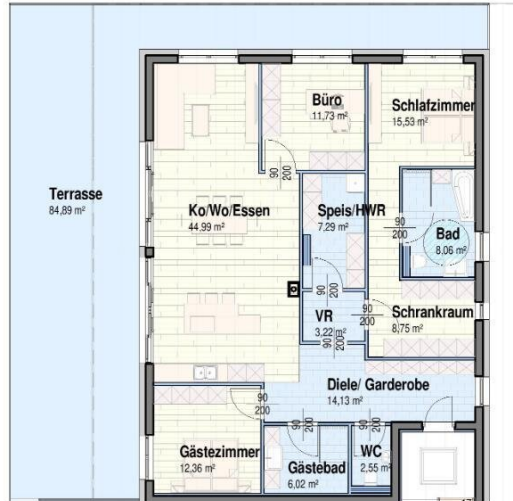 Büro
11,73 m²
Schlafzimmer
15,53 m²
90
200
Terrasse
84,89 m²
Ko/Wo/Essen
44,99 m²
Speis/HWR
7,29 m²
90
200
Bad
8,06 m²
90
200
VR
3,22 m²
90
200
Schrankraum
8,75 m²
90
200
Diele/ Garderobe
14,13 m²
90
200
90
200
90
200
Gästezimmer
12,36 m²
Gästebad
6,02 m²
WC
2,55 m²